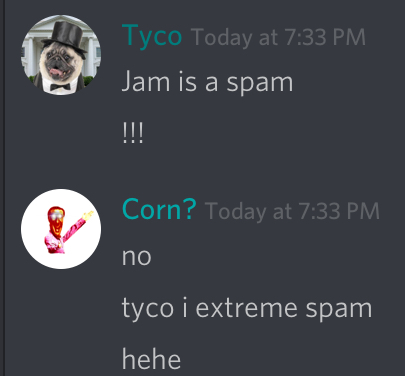 Tyco Today at 7:33 PM
Jam is a spam
!!!
Corn? Today at 7:33 PM
no
tyco i extreme spam
hehe